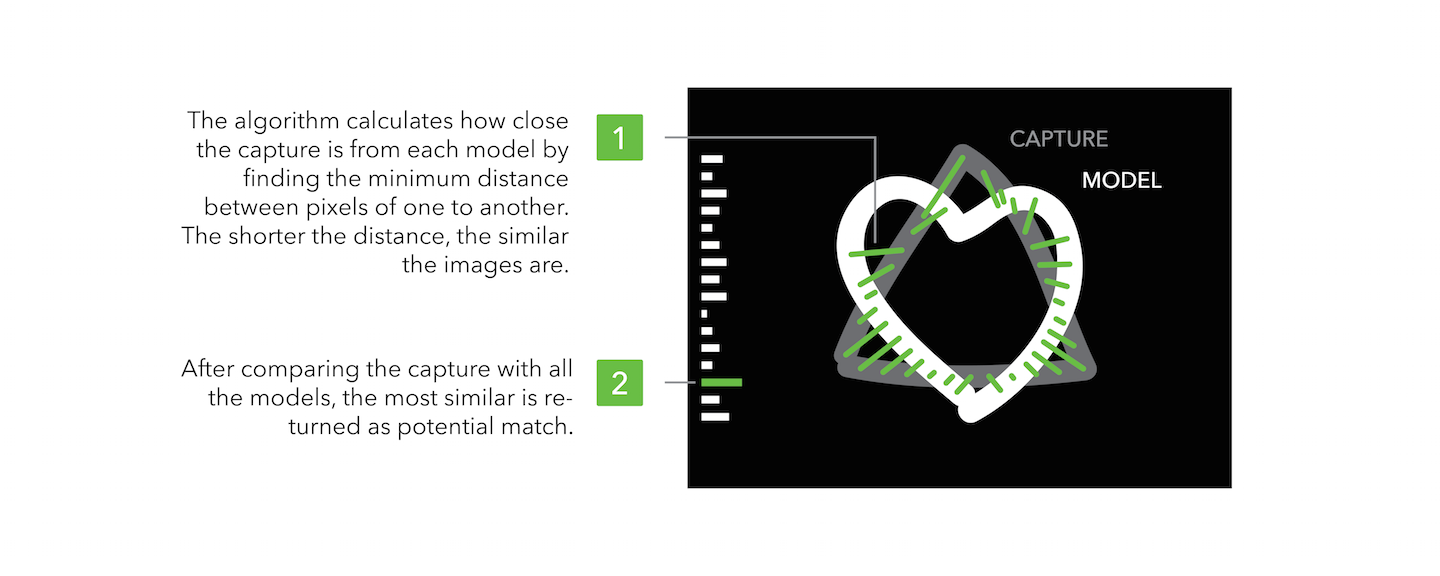 The algorithm calculates how close
the capture is from each model by
finding the minimum distance
between pixels of one to another.
The shorter the distance, the similar
the images are.
1
CAPTURE
MODEL
After comparing the capture with all
the models, the most similar is re-
turned as potential match.
2